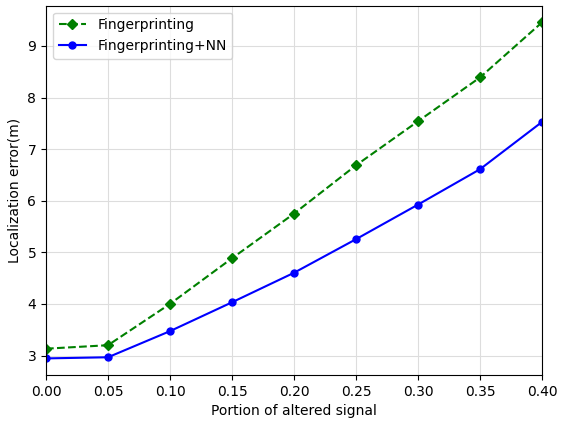 Fingerprinting
Fingerprinting+NN
9
8
7
6
5
4
3
Localization error(m)
0.00 0.05 0.10 0.15 0.20 0.25 0.30 0.35 0.40
Portion of altered signal